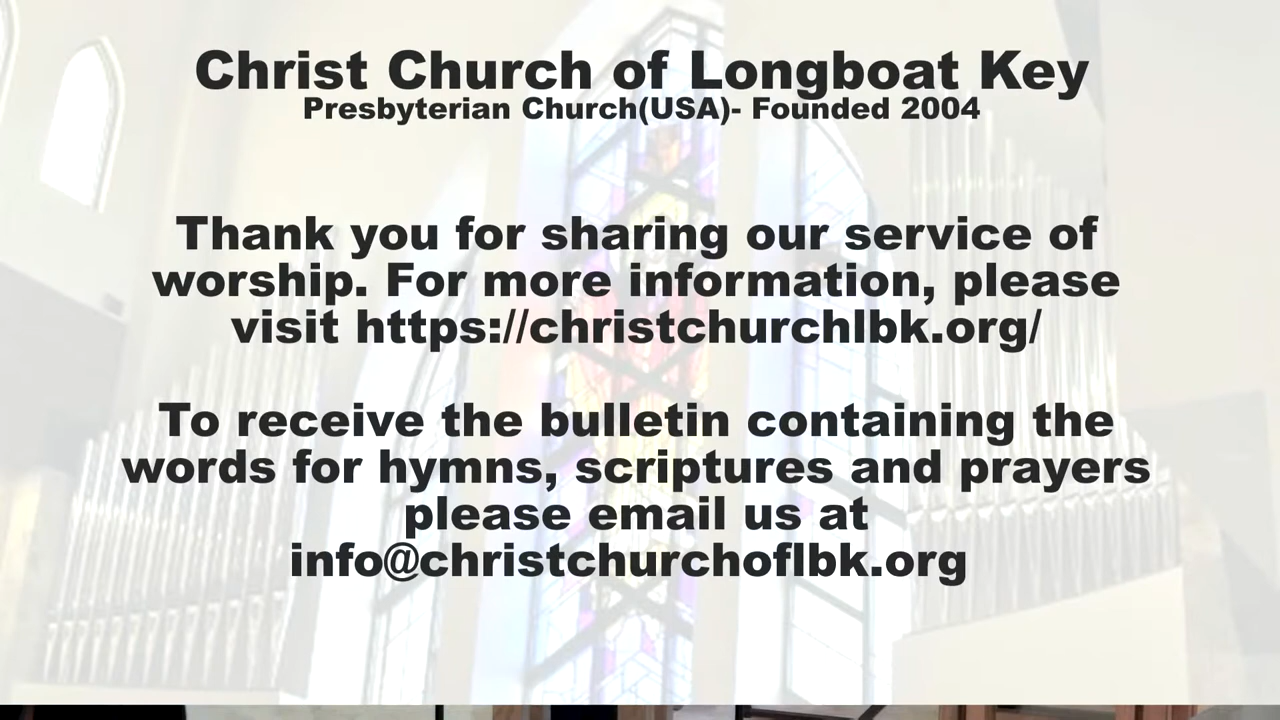 Christ Church of Longboat Key
Presbyterian Church(USA)- Founded 2004
Thank you for sharing our service of
worship. For more information, please
visit https://christchurchlbk.org/
To receive the bulletin containing the
words for hymns, scriptures and prayers
please email us at
info@christchurchoflbk.org